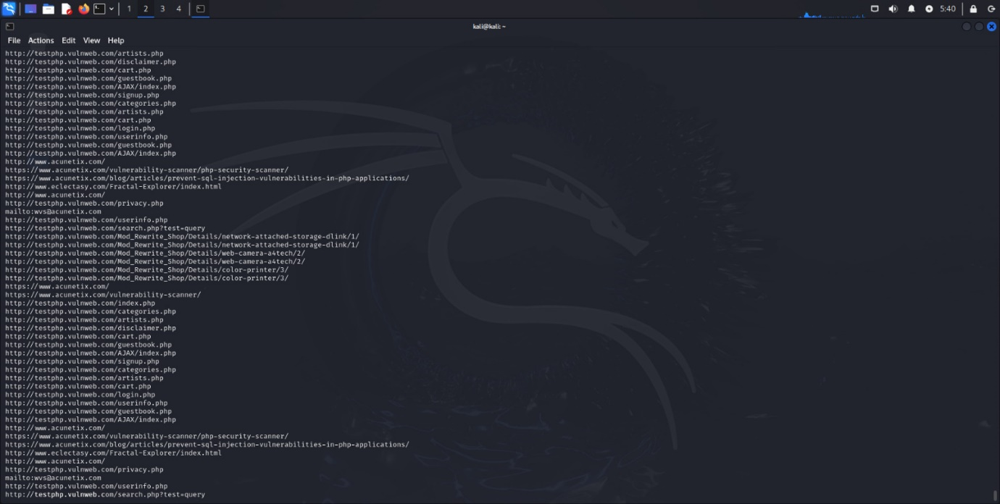 1 2 3 4 5:40
kali@kali: ~
File Actions Edit View Help
http://testphp.vulnweb.com/artists.php
http://testphp.vulnweb.com/disclaimer.php
http://testphp.vulnweb.com/cart.php
http://testphp.vulnweb.com/guestbook.php
http://testphp.vulnweb.com/AJAX/index.php
http://testphp.vulnweb.com/signup.php
http://testphp.vulnweb.com/categories.php
http://testphp.vulnweb.com/artists.php
http://testphp.vulnweb.com/cart.php
http://testphp.vulnweb.com/login.php
http://testphp.vulnweb.com/userinfo.php
http://testphp.vulnweb.com/guestbook.php
http://testphp.vulnweb.com/AJAX/index.php
http://www.acunetix.com/
https://www.acunetix.com/vulnerability-scanner/php-security-scanner/
https://www.acunetix.com/blog/articles/prevent-sql-injection-vulnerabilities-in-php-applications/
http://www.eclectasy.com/Fractal-Explorer/index.html
http://www.acunetix.com/
http://testphp.vulnweb.com/privacy.php
mailto:wvs@acunetix.com
http://testphp.vulnweb.com/userinfo.php
http://testphp.vulnweb.com/search.php?test=query
http://testphp.vulnweb.com/Mod_Rewrite_Shop/Details/network-attached-storage-dlink/1/
http://testphp.vulnweb.com/Mod_Rewrite_Shop/Details/network-attached-storage-dlink/1/
http://testphp.vulnweb.com/Mod_Rewrite_Shop/Details/web-camera-a4tech/2/
http://testphp.vulnweb.com/Mod_Rewrite_Shop/Details/web-camera-a4tech/2/
http://testphp.vulnweb.com/Mod_Rewrite_Shop/Details/color-printer/3/
http://testphp.vulnweb.com/Mod_Rewrite_Shop/Details/color-printer/3/
https://www.acunetix.com/
https://www.acunetix.com/vulnerability-scanner/
http://testphp.vulnweb.com/index.php
http://testphp.vulnweb.com/categories.php
http://testphp.vulnweb.com/artists.php
http://testphp.vulnweb.com/disclaimer.php
http://testphp.vulnweb.com/cart.php
http://testphp.vulnweb.com/guestbook.php
http://testphp.vulnweb.com/AJAX/index.php
http://testphp.vulnweb.com/signup.php
http://testphp.vulnweb.com/categories.php
http://testphp.vulnweb.com/artists.php
http://testphp.vulnweb.com/cart.php
http://testphp.vulnweb.com/login.php
http://testphp.vulnweb.com/userinfo.php
http://testphp.vulnweb.com/guestbook.php
http://testphp.vulnweb.com/AJAX/index.php
http://www.acunetix.com/
https://www.acunetix.com/vulnerability-scanner/php-security-scanner/
https://www.acunetix.com/blog/articles/prevent-sql-injection-vulnerabilities-in-php-applications/
http://www.eclectasy.com/Fractal-Explorer/index.html
http://www.acunetix.com/
http://testphp.vulnweb.com/privacy.php
mailto:wvs@acunetix.com
http://testphp.vulnweb.com/userinfo.php
http://testphp.vulnweb.com/search.php?test=query